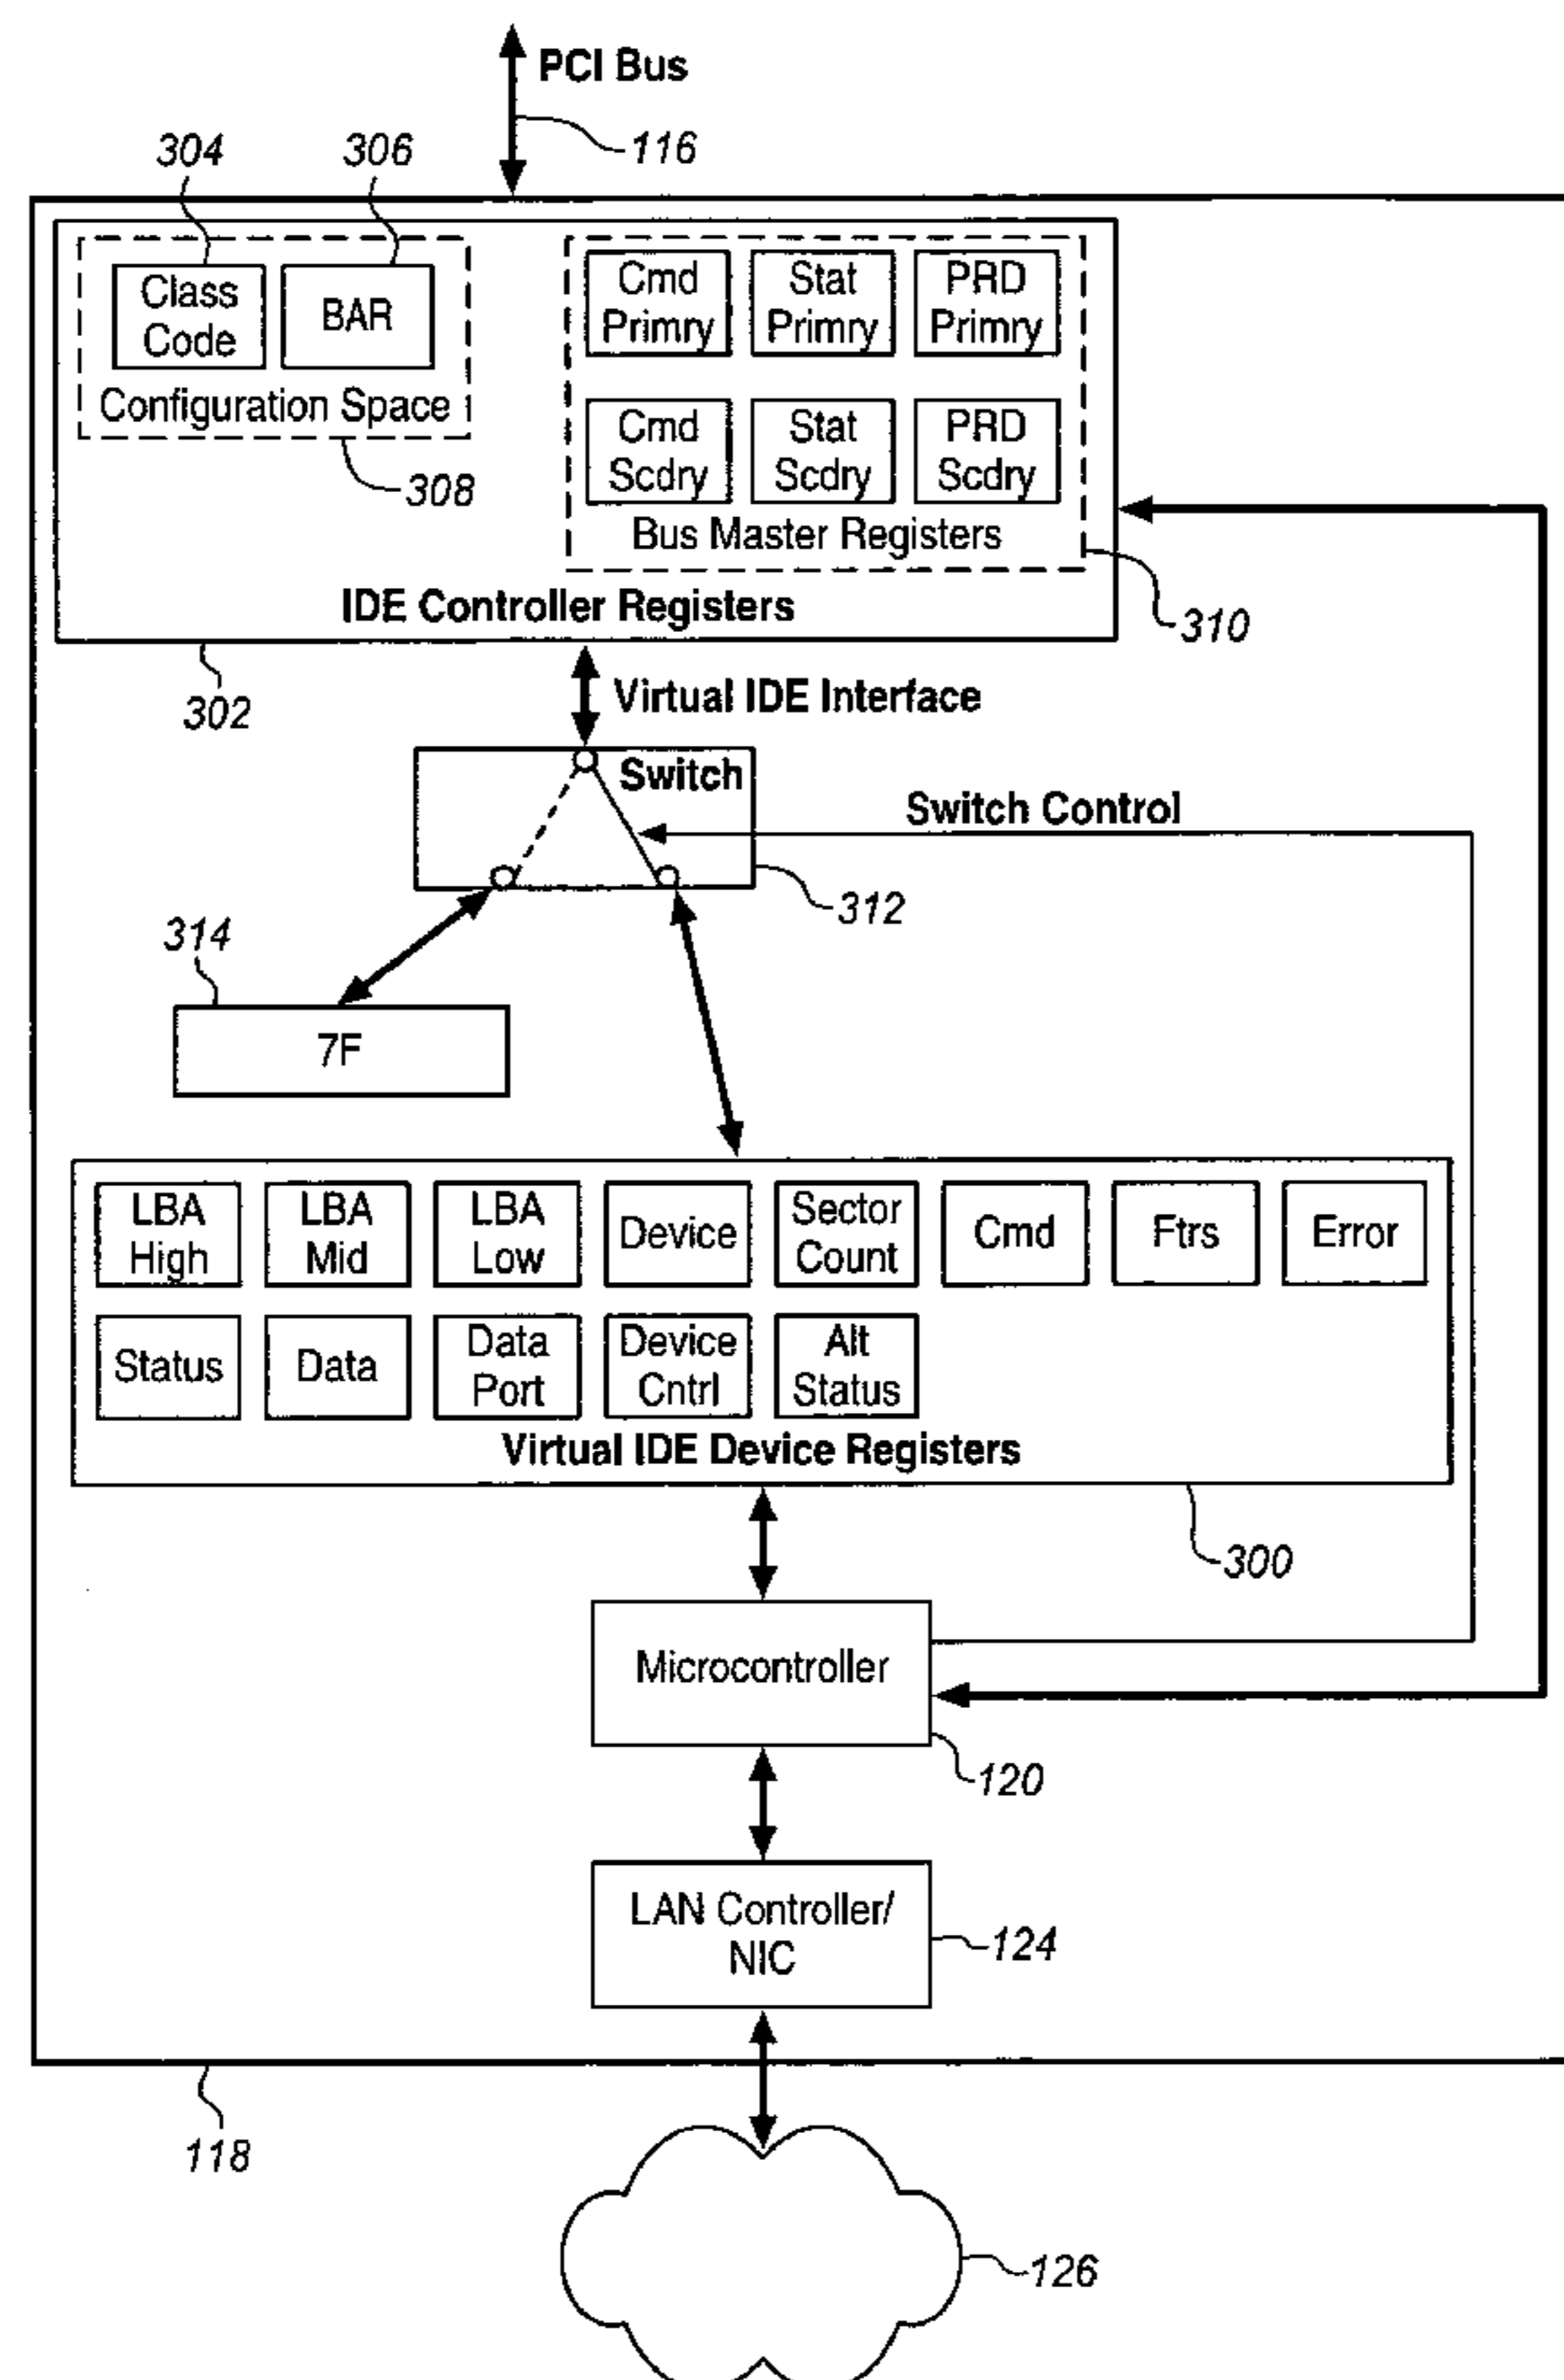 PCI Bus
116
304
306
Class
Code
BAR
Configuration Space
308
Cmd
Primry
Stat
Primry
PRD
Primry
Cmd
Scdry
Stat
Scdry
PRD
Scdry
Bus Master Registers
310
IDE Controller Registers
302
Virtual IDE Interface
Switch
Switch Control
312
314
7F
LBA
High
LBA
Mid
LBA
Low
Device
Sector
Count
Cmd
Ftrs
Error
Status
Data
Data
Port
Device
Cntrl
Alt
Status
Virtual IDE Device Registers
300
Microcontroller
120
LAN Controller/
NIC
124
118
126